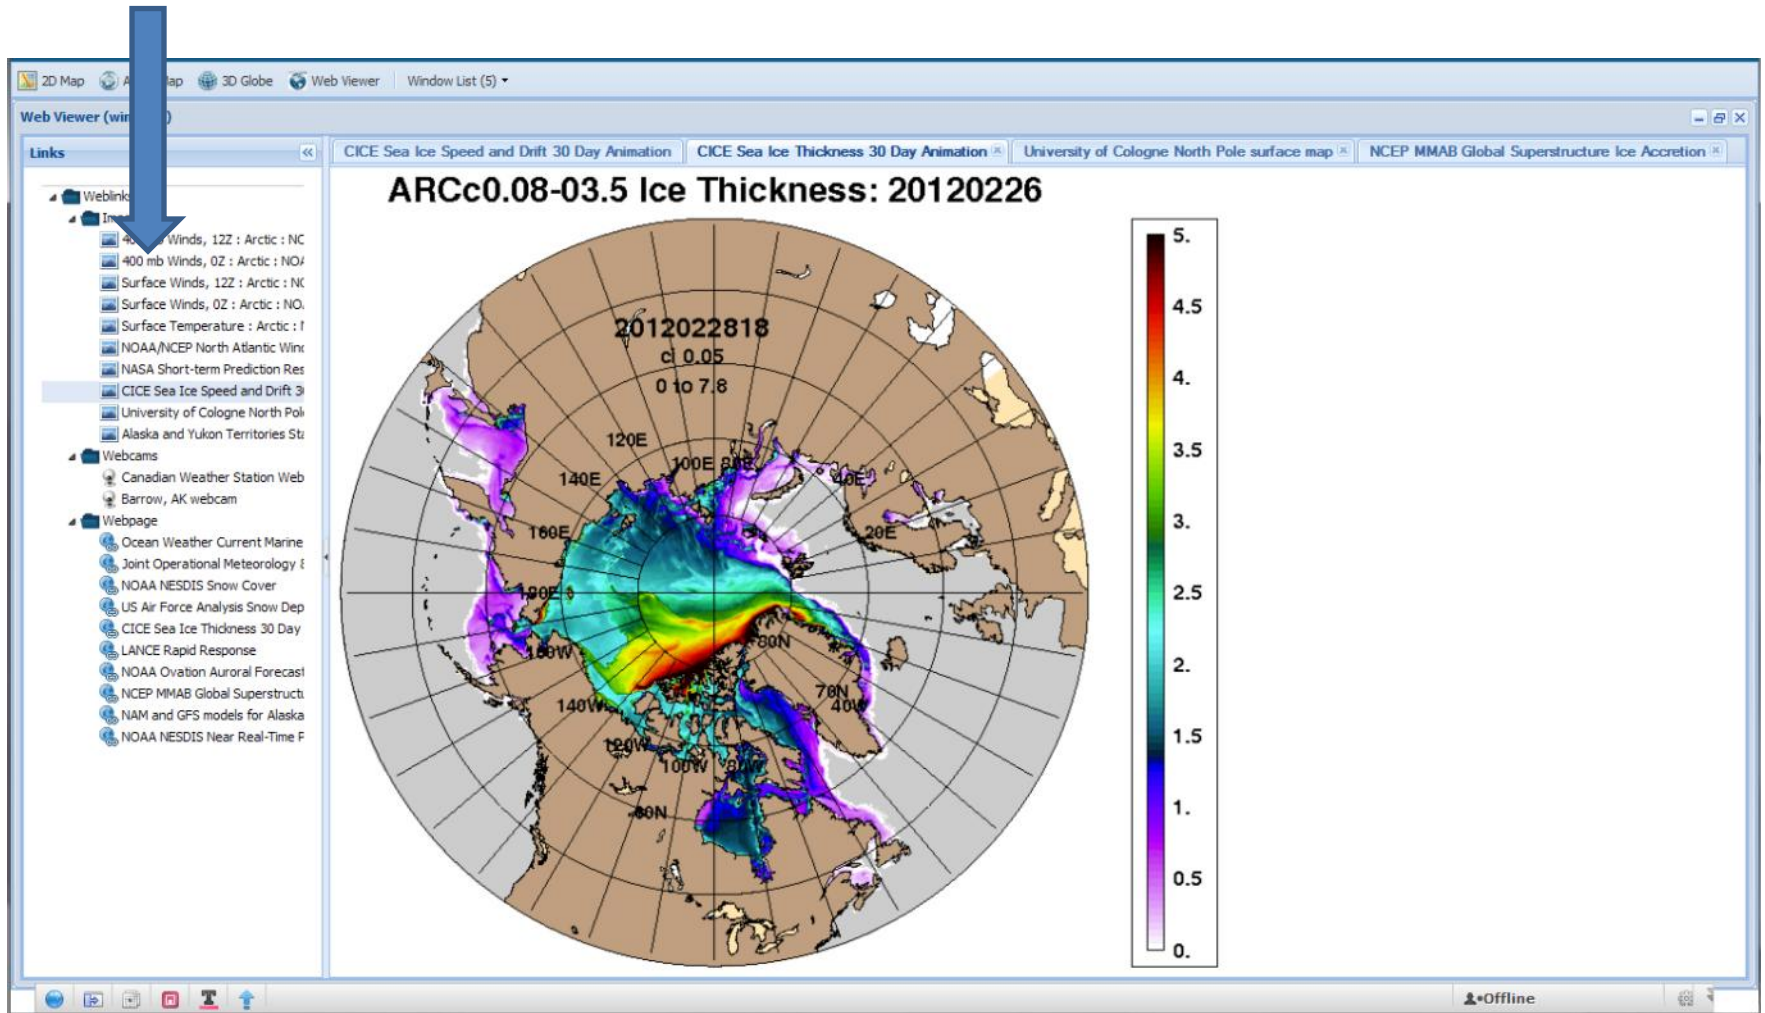 2D Map
3D Globe
Web Viewer
Window List (5)
Web Viewer
Links
CICE Sea Ice Speed and Drift 30 Day Animation
CICE Sea Ice Thickness 30 Day Animation
University of Cologne North Pole surface map
NCEP MMAB Global Superstructure Ice Accretion
Weblinks
Winds, 12Z : Arctic : NC
400 mb Winds, 0Z : Arctic : NOA
Surface Winds, 12Z : Arctic : NC
Surface Winds, 0Z : Arctic : NO
Surface Temperature : Arctic :
NOAA/NCEP North Atlantic Wind
NASA Short-term Prediction Res
CICE Sea Ice Speed and Drift 3
University of Cologne North Pol
Alaska and Yukon Territories Sta
Webcams
Canadian Weather Station Web
Barrow, AK webcam
Webpage
Ocean Weather Current Marine
Joint Operational Meteorology &
NOAA NESDIS Snow Cover
US Air Force Analysis Snow Dep
CICE Sea Ice Thickness 30 Day
LANCE Rapid Response
NOAA Ovation Auroral Forecast
NCEP MMAB Global Superstructu
NAM and GFS models for Alaska
NOAA NESDIS Near Real-Time
ARCc0.08-03.5 Ice Thickness: 20120226
2012022818
ci 0.05
0 to 7.8
120E
100E 80E
140E
40E
160E
20E
180E
160W
80N
70N
140W
40W
120W
100W
80W
60N
5.
4.5
4.
3.5
3.
2.5
2.
1.5
1.
0.5
0.
Offline